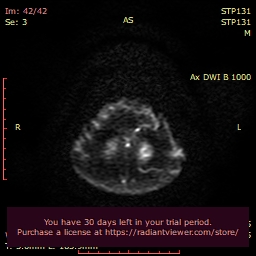 Im: 42/42
Se: 3
AS
STP131
STP131
M
Ax DWI B 1000
R
L
You have 30 days left in your trial period.
Purchase a license at https://radiantviewer.com/store/